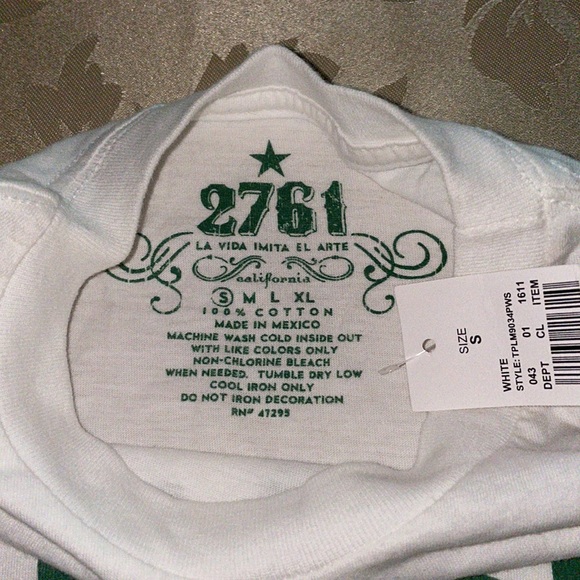 2761
LA VIDA IMITA EL ARTE
california
S M L XL
100% COTTON
MADE IN MEXICO
MACHINE WASH COLD INSIDE OUT
WITH LIKE COLORS ONLY
NON-CHLORINE BLEACH
WHEN NEEDED. TUMBLE DRY LOW
COOL IRON ONLY
DO NOT IRON DECORATION
RN# 47295
SIZE
S
WHITE
STYLE:TPLM9034PWS
043 01 1611
DEPT CL ITEM